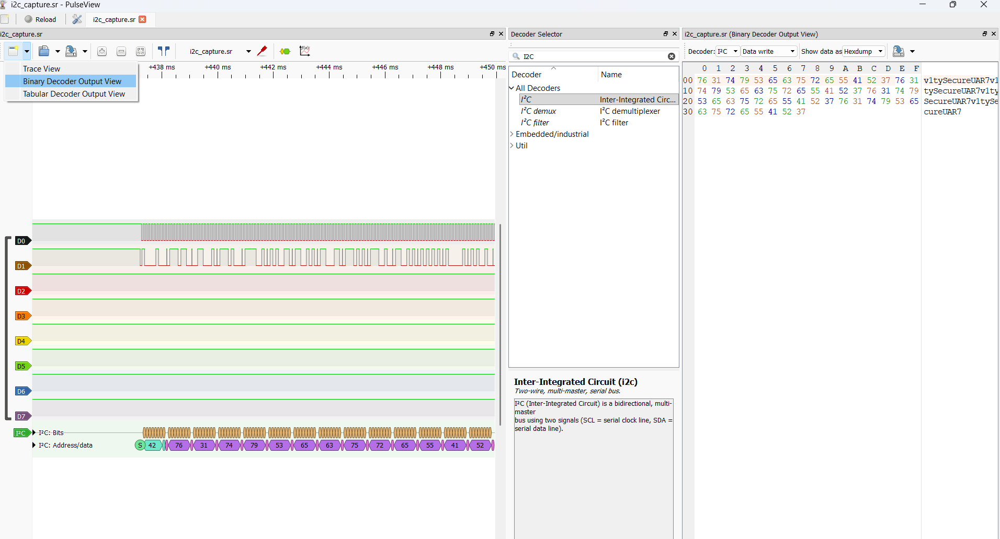 i2c_capture.sr - PulseView
Reload
i2c_capture.sr
i2c_capture.sr
i2c_capture.sr
Trace View
Binary Decoder Output View
Tabular Decoder Output View
+438 ms +440 ms +442 ms +444 ms +446 ms +448 ms +450 ms
D0
D1
D2
D3
D4
D5
D6
D7
I²C I²C: Bits
I²C: Address/data S 42 76 31 74 79 53 65 63 75 72 65 55 41 52
Decoder Selector
I2C
Decoder Name
All Decoders
I²C Inter-Integrated Circ...
I²C demux I²C demultiplexer
I²C filter I²C filter
Embedded/industrial
Util
Inter-Integrated Circuit (i2c)
Two-wire, multi-master, serial bus.
I²C (Inter-Integrated Circuit) is a bidirectional, multi-
master
bus using two signals (SCL = serial clock line, SDA =
serial data line).
i2c_capture.sr (Binary Decoder Output View)
Decoder: I²C Data write Show data as Hexdump
0 1 2 3 4 5 6 7 8 9 A B C D E F
00 76 31 74 79 53 65 63 75 72 65 55 41 52 37 76 31 v1tySecureUAR7v1
10 74 79 53 65 63 75 72 65 55 41 52 37 76 31 74 79 tySecureUAR7v1ty
20 53 65 63 75 72 65 55 41 52 37 76 31 74 79 53 65 SecureUAR7v1tySe
30 63 75 72 65 55 41 52 37 cureUAR7